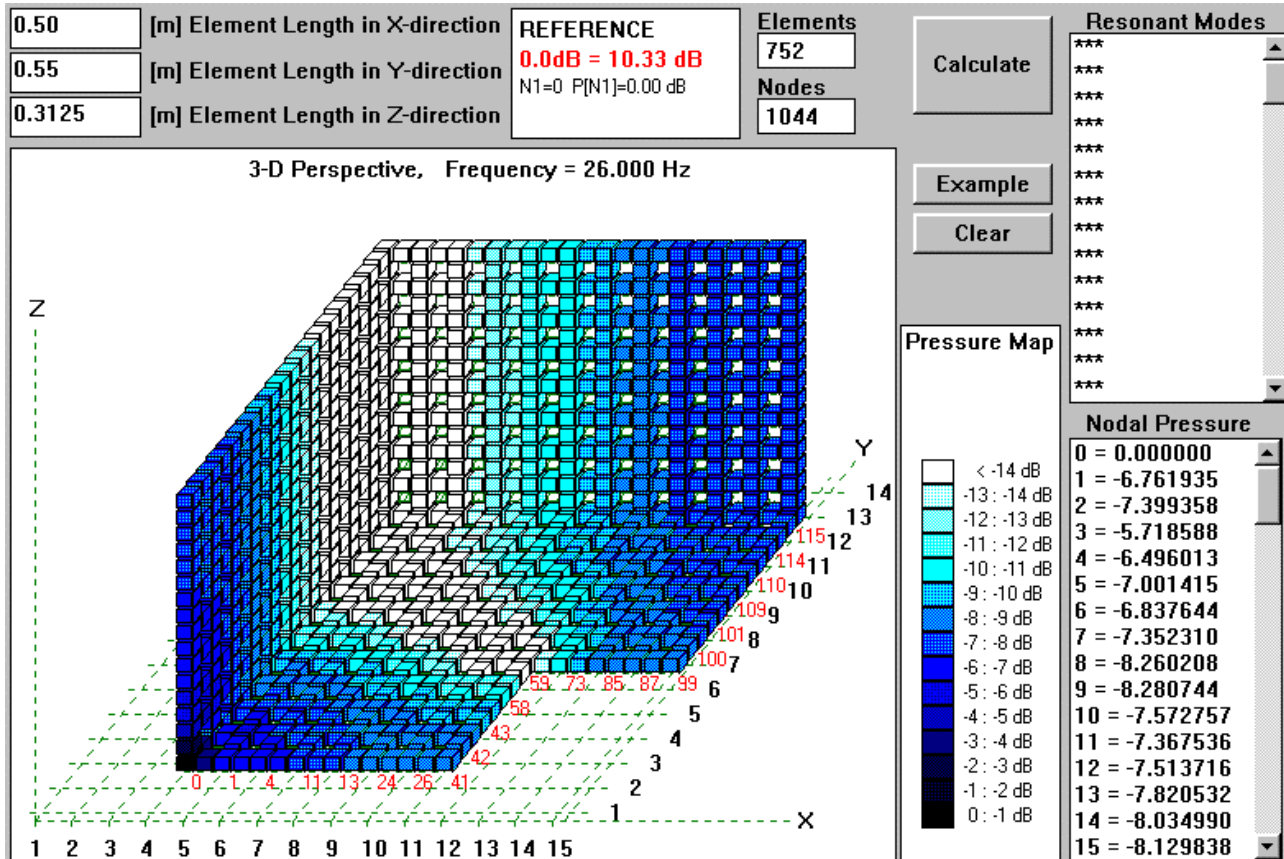 0.50 [m] Element Length in X-direction
0.55 [m] Element Length in Y-direction
0.3125 [m] Element Length in Z-direction
REFERENCE
0.0dB = 10.33 dB
N1=0 P[N1]=0.00 dB
Elements
752
Nodes
1044
Calculate
Example
Clear
Resonant Modes
***
***
***
***
***
***
***
***
***
***
***
***
***
***
3-D Perspective, Frequency = 26.000 Hz
Z
Y
X
1 2 3 4 5 6 7 8 9 10 11 12 13 14 15
1
2
3
4
5
6
7
8
9
10
11
12
13
14
0 1 4 11 13 24 26 41
42
43
58
59 73 85 87 99
100
101
109
110
114
115
Pressure Map
< -14 dB
-13 : -14 dB
-12 : -13 dB
-11 : -12 dB
-10 : -11 dB
-9 : -10 dB
-8 : -9 dB
-7 : -8 dB
-6 : -7 dB
-5 : -6 dB
-4 : -5 dB
-3 : -4 dB
-2 : -3 dB
-1 : -2 dB
0 : -1 dB
Nodal Pressure
0 = 0.000000
1 = -6.761935
2 = -7.399358
3 = -5.718588
4 = -6.496013
5 = -7.001415
6 = -6.837644
7 = -7.352310
8 = -8.260208
9 = -8.280744
10 = -7.572757
11 = -7.367536
12 = -7.513716
13 = -7.820532
14 = -8.034990
15 = -8.129838